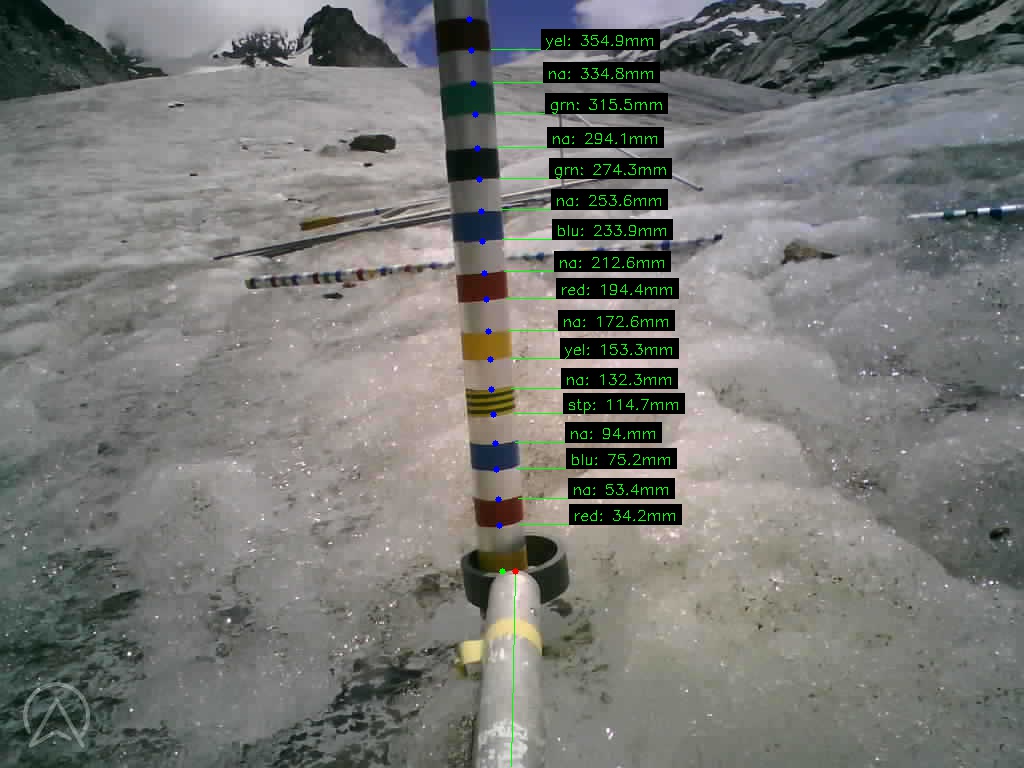 yel: 354.9mm
na: 334.8mm
grn: 315.5mm
na: 294.1mm
grn: 274.3mm
na: 253.6mm
blu: 233.9mm
na: 212.6mm
red: 194.4mm
na: 172.6mm
yel: 153.3mm
na: 132.3mm
stp: 114.7mm
na: 94.mm
blu: 75.2mm
na: 53.4mm
red: 34.2mm